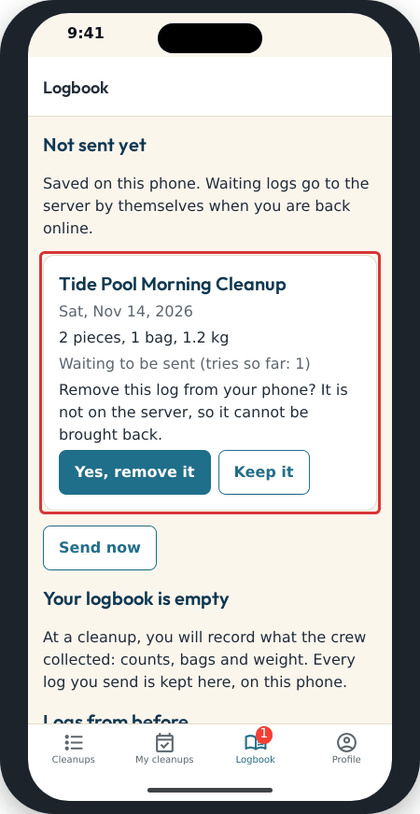 9:41
Logbook
Not sent yet
Saved on this phone. Waiting logs go to the
server by themselves when you are back
online.
Tide Pool Morning Cleanup
Sat, Nov 14, 2026
2 pieces, 1 bag, 1.2 kg
Waiting to be sent (tries so far: 1)
Remove this log from your phone? It is
not on the server, so it cannot be
brought back.
Yes, remove it
Keep it
Send now
Your logbook is empty
At a cleanup, you will record what the crew
collected: counts, bags and weight. Every
log you send is kept here, on this phone.
Logs from before
1
Cleanups
My cleanups
Logbook
Profile